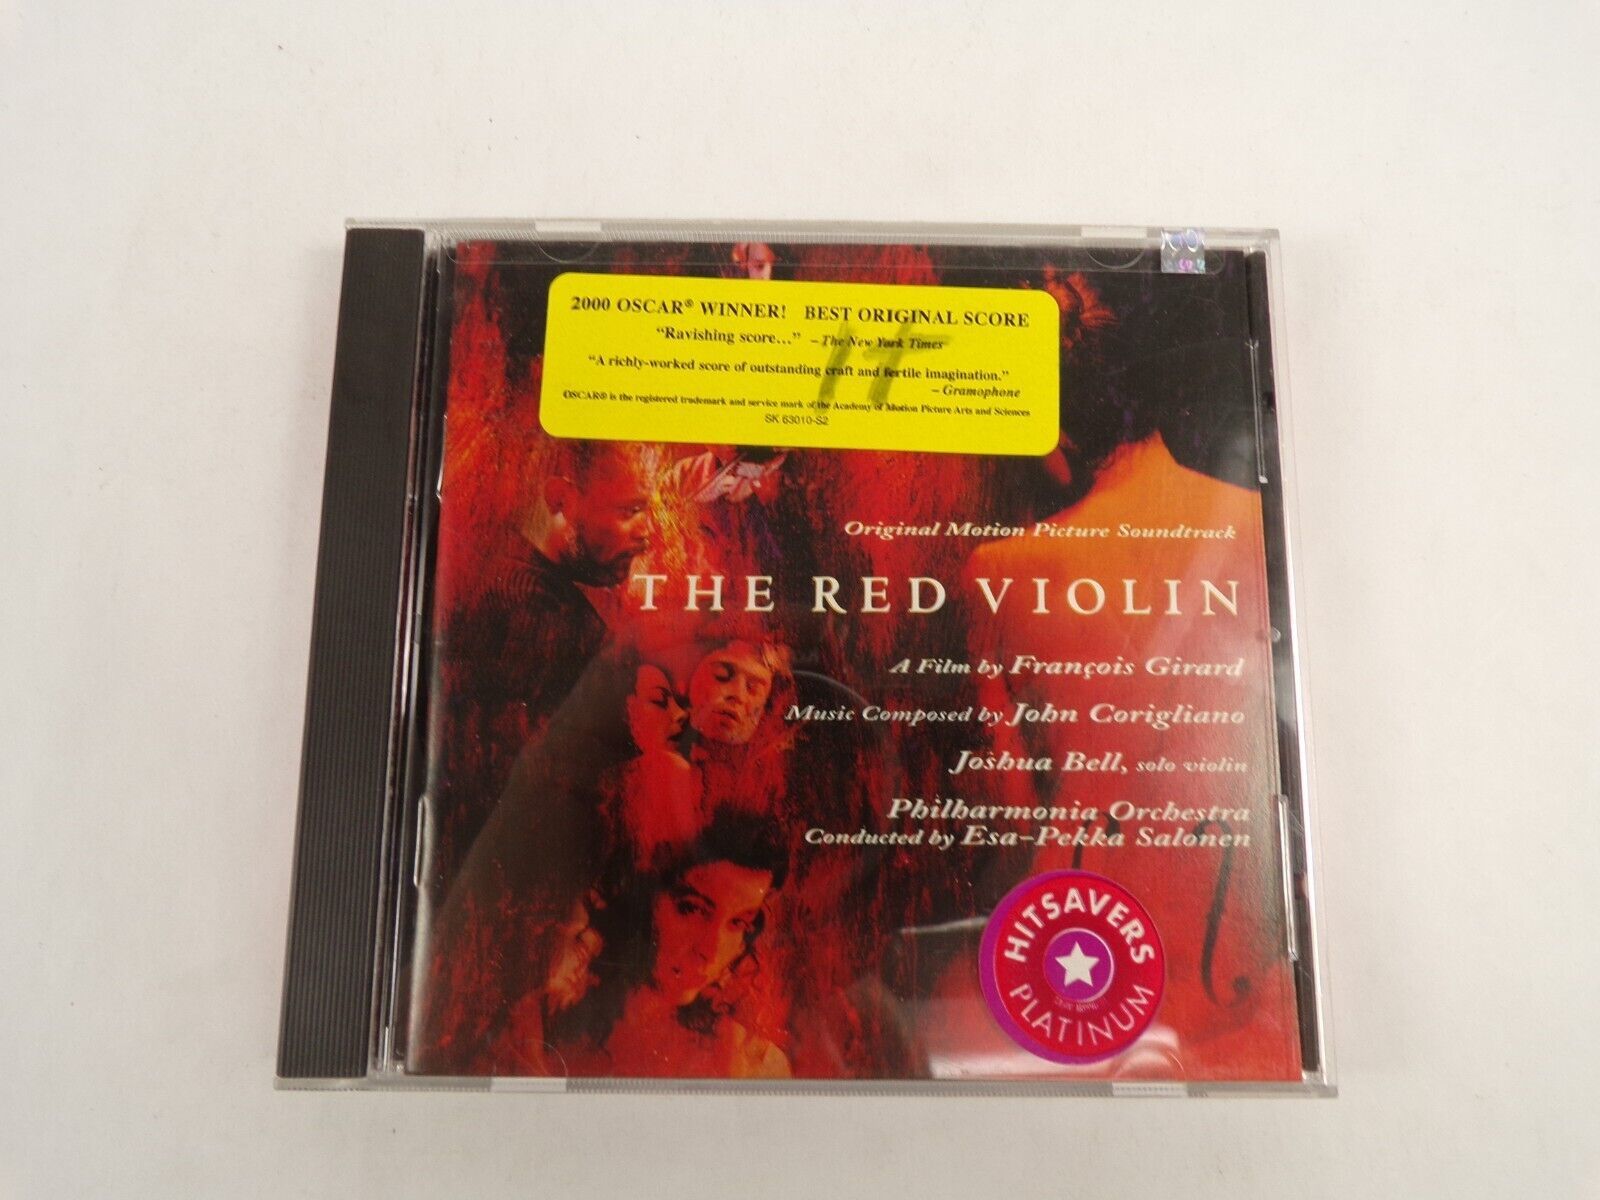 2000 OSCAR® WINNER! BEST ORIGINAL SCORE
“Ravishing score...” – The New York Times
“A richly-worked score of outstanding craft and fertile imagination.”
– Gramophone
OSCAR® is the registered trademark and service mark of the Academy of Motion Picture Arts and Sciences
SK 63010-S2
Original Motion Picture Soundtrack
THE RED VIOLIN
A Film by François Girard
Music Composed by John Corigliano
Joshua Bell, solo violin
Philharmonia Orchestra
Conducted by Esa-Pekka Salonen
HITSAVERS
PLATINUM